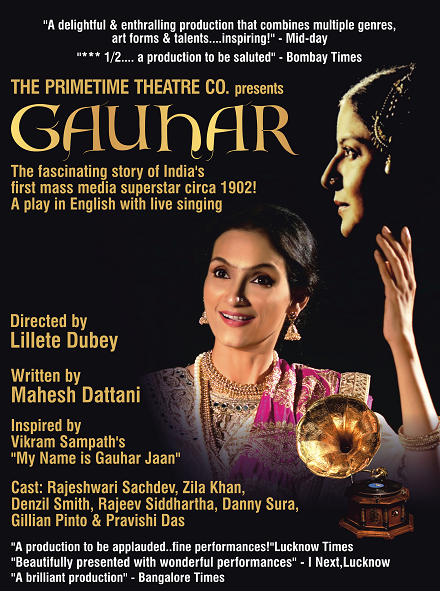 "A delightful & enthralling production that combines multiple genres,
art forms & talents....inspiring!" - Mid-day
"*** 1/2.... a production to be saluted" - Bombay Times
THE PRIMETIME THEATRE CO. presents
GAUHAR
The fascinating story of India's
first mass media superstar circa 1902!
A play in English with live singing
Directed by
Lillete Dubey
Written by
Mahesh Dattani
Inspired by
Vikram Sampath's
"My Name is Gauhar Jaan"
Cast: Rajeshwari Sachdev, Zila Khan,
Denzil Smith, Rajeev Siddhartha, Danny Sura,
Gillian Pinto & Pravishi Das
"A production to be applauded..fine performances!"Lucknow Times
"Beautifully presented with wonderful performances" - I Next,Lucknow
"A brilliant production" - Bangalore Times